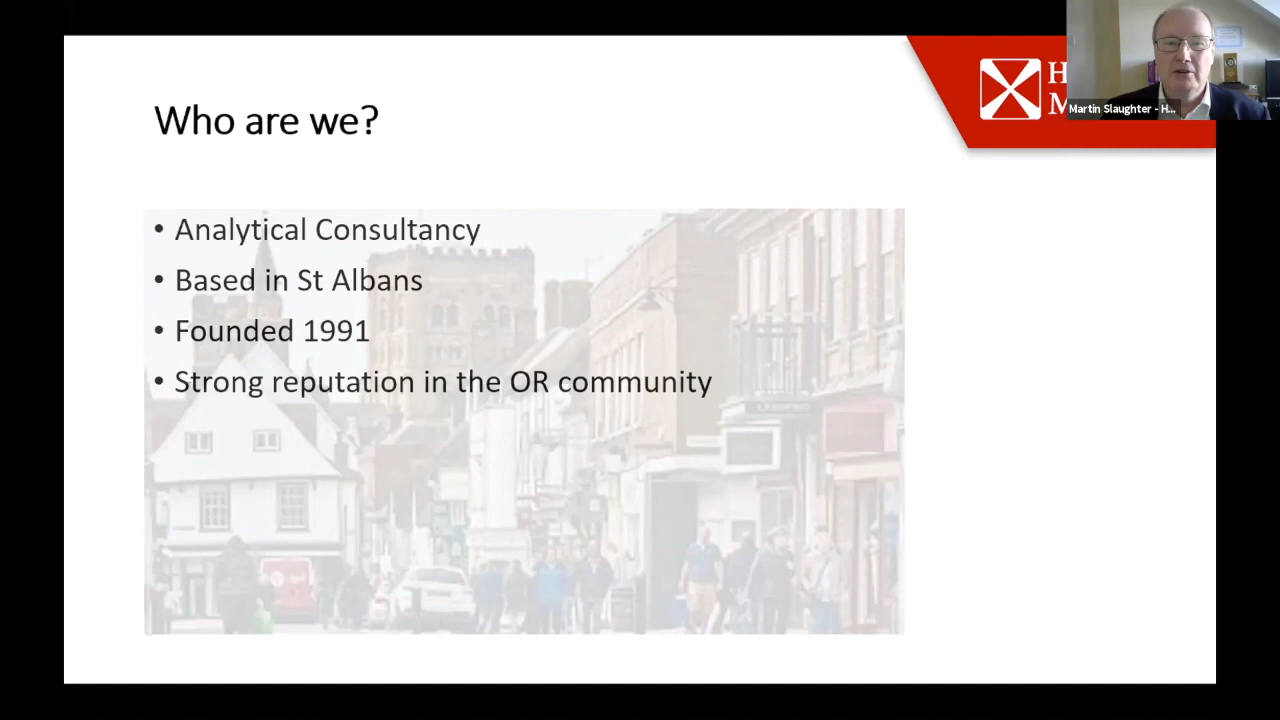 Who are we?
H
M
Martin Slaughter - H...
• Analytical Consultancy
• Based in St Albans
• Founded 1991
• Strong reputation in the OR community